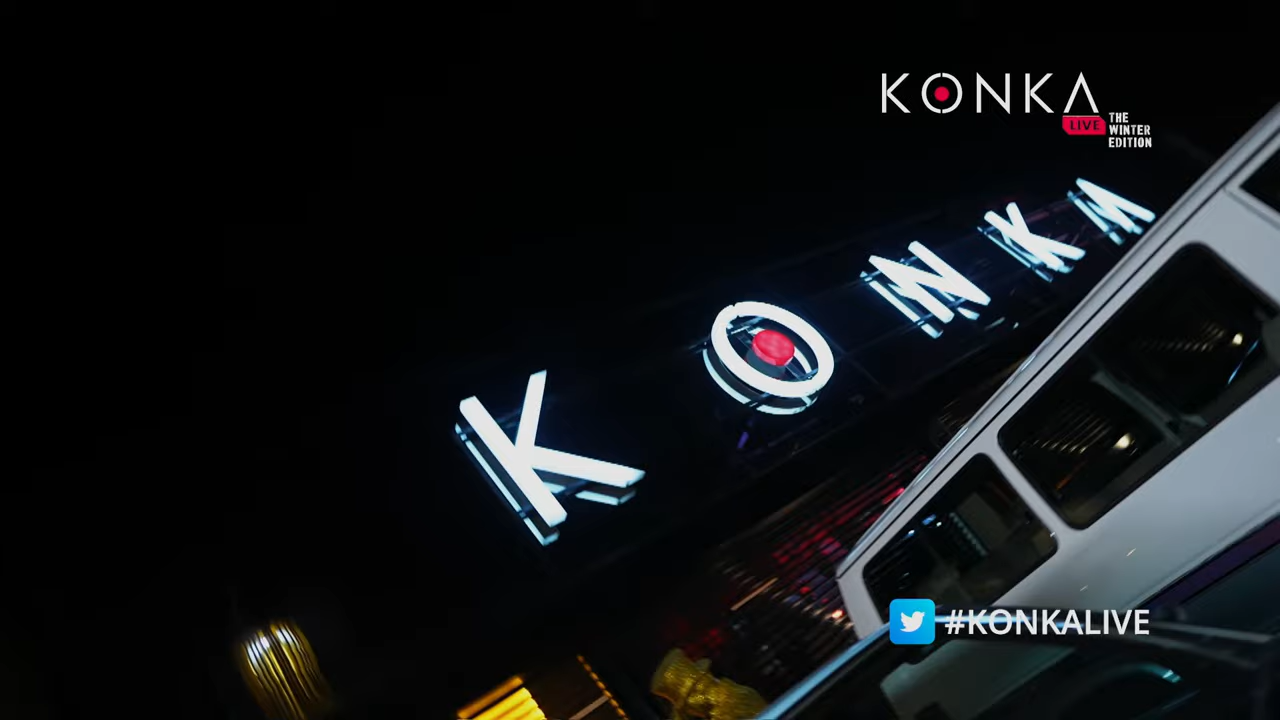 KONKA
LIVE
THE
WINTER
EDITION
KONKA
#KONKALIVE